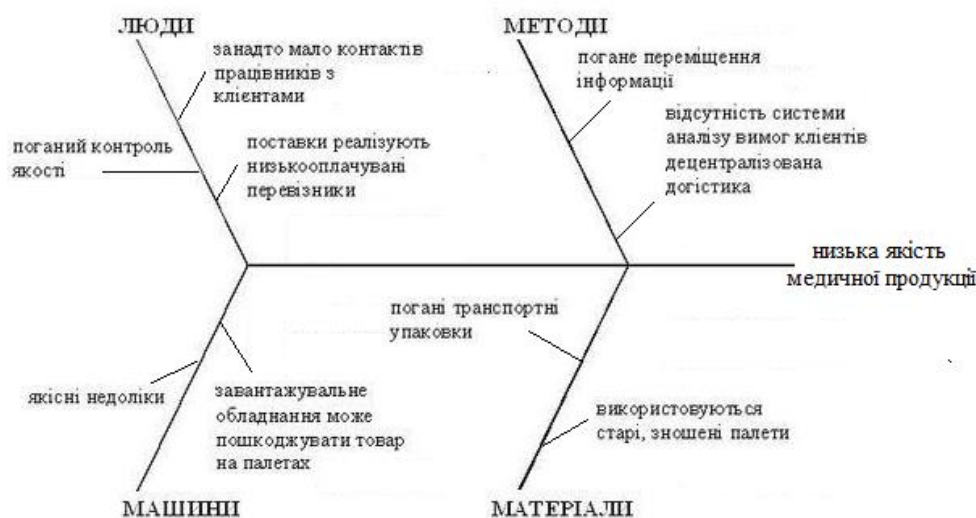 ЛЮДИ
занадто мало контактів
працівників з
клієнтами
поганий контроль
якості
поставки реалізують
низькооплачувані
перевізники
МЕТОДИ
погане переміщення
інформації
відсутність системи
аналізу вимог клієнтів
децентралізована
догістика
низька якість
медичної продукції
погані транспортні
упаковки
якісні недоліки
завантажувальне
обладнання може
пошкоджувати товар
на палетах
використовуються
старі, зношені палети
МАШИНИ
МАТЕРІАЛИ